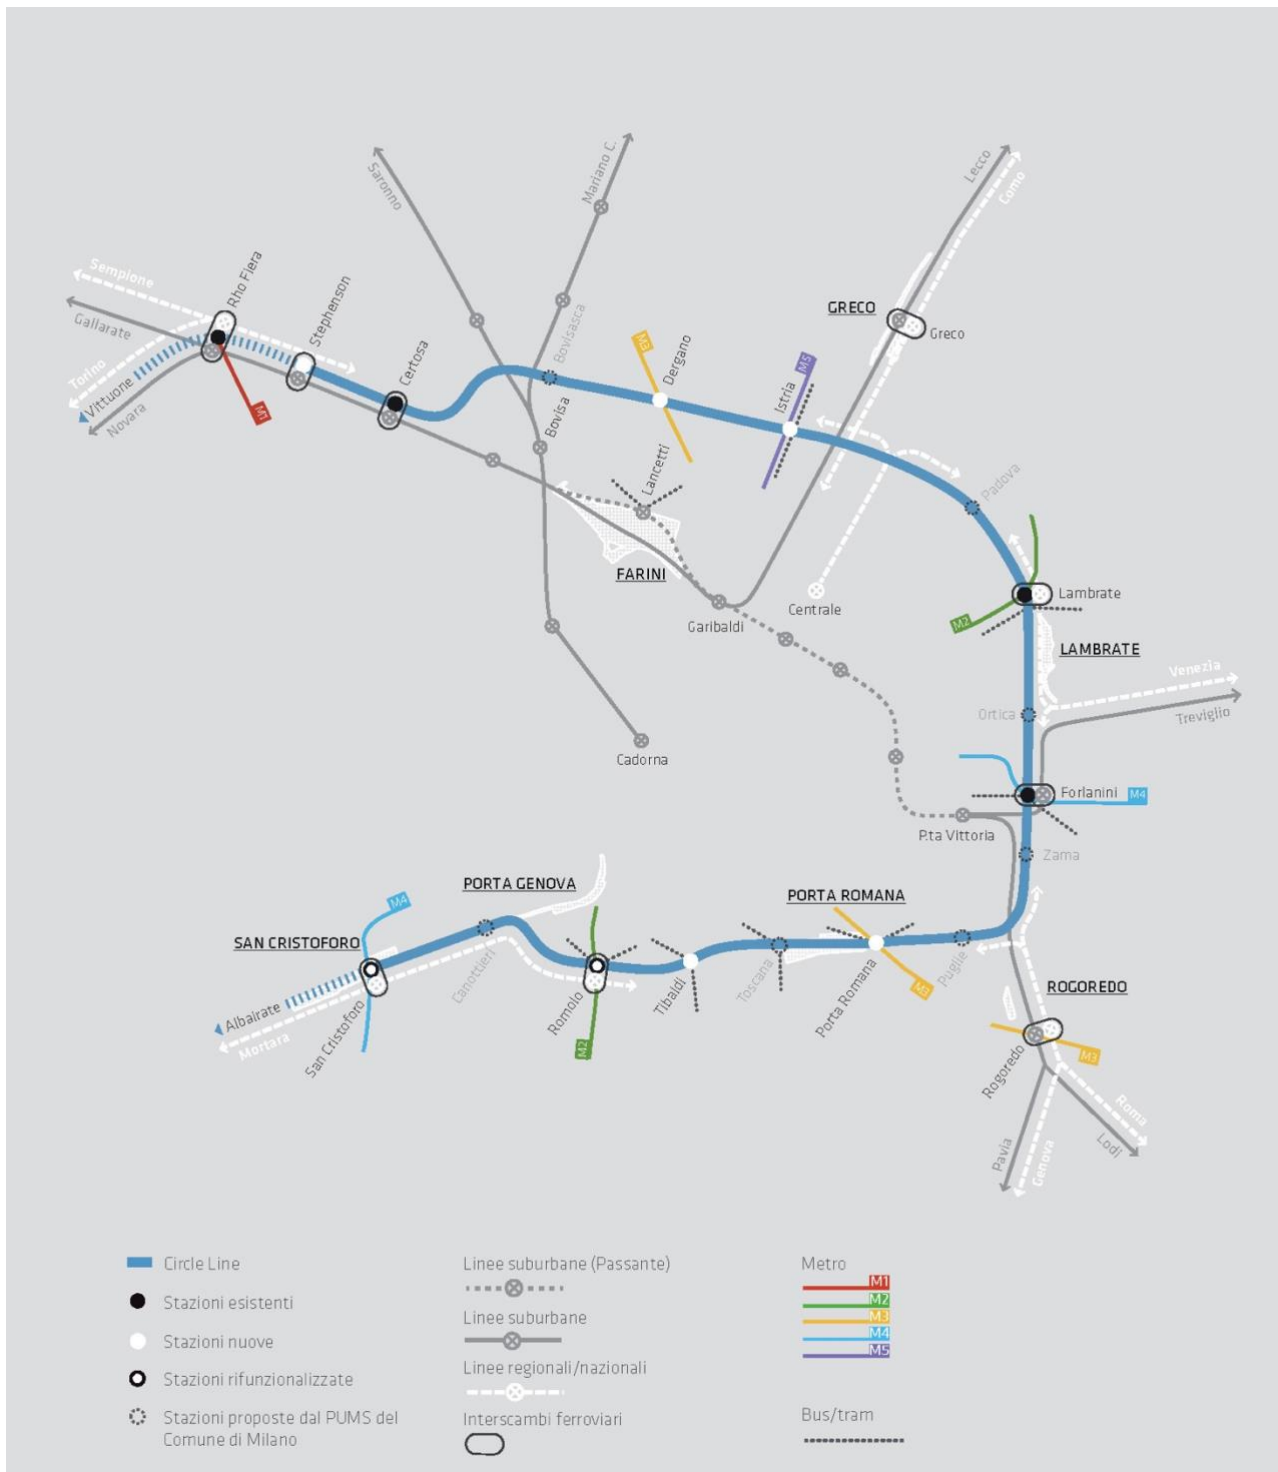 Saronno
Mariano C.
Lecco
Como
Sempione
Rho Fiera
Stephenson
Gallarate
Torino
Vittuone
Novara
M1
Certosa
Bovisasca
Bovisa
M3
Dergano
Lancetti
M5
Istria
GRECO
Greco
Padova
FARINI
Garibaldi
Centrale
M2
Lambrate
LAMBRATE
Venezia
Treviglio
Ortica
Cadorna
Forlanini
M4
P.ta Vittoria
Zama
PORTA GENOVA
PORTA ROMANA
M4
SAN CRISTOFORO
Canottieri
Albairate
Mortara
San Cristoforo
Romolo
M2
Tibaldi
Toscana
Porta Romana
M3
Puglie
ROGOREDO
Rogoredo
M3
Roma
Lodi
Pavia
Genova
Circle Line
Stazioni esistenti
Stazioni nuove
Stazioni rifunzionalizzate
Stazioni proposte dal PUMS del
Comune di Milano
Linee suburbane (Passante)
Linee suburbane
Linee regionali/nazionali
Interscambi ferroviari
Metro
M1
M2
M3
M4
M5
Bus/tram